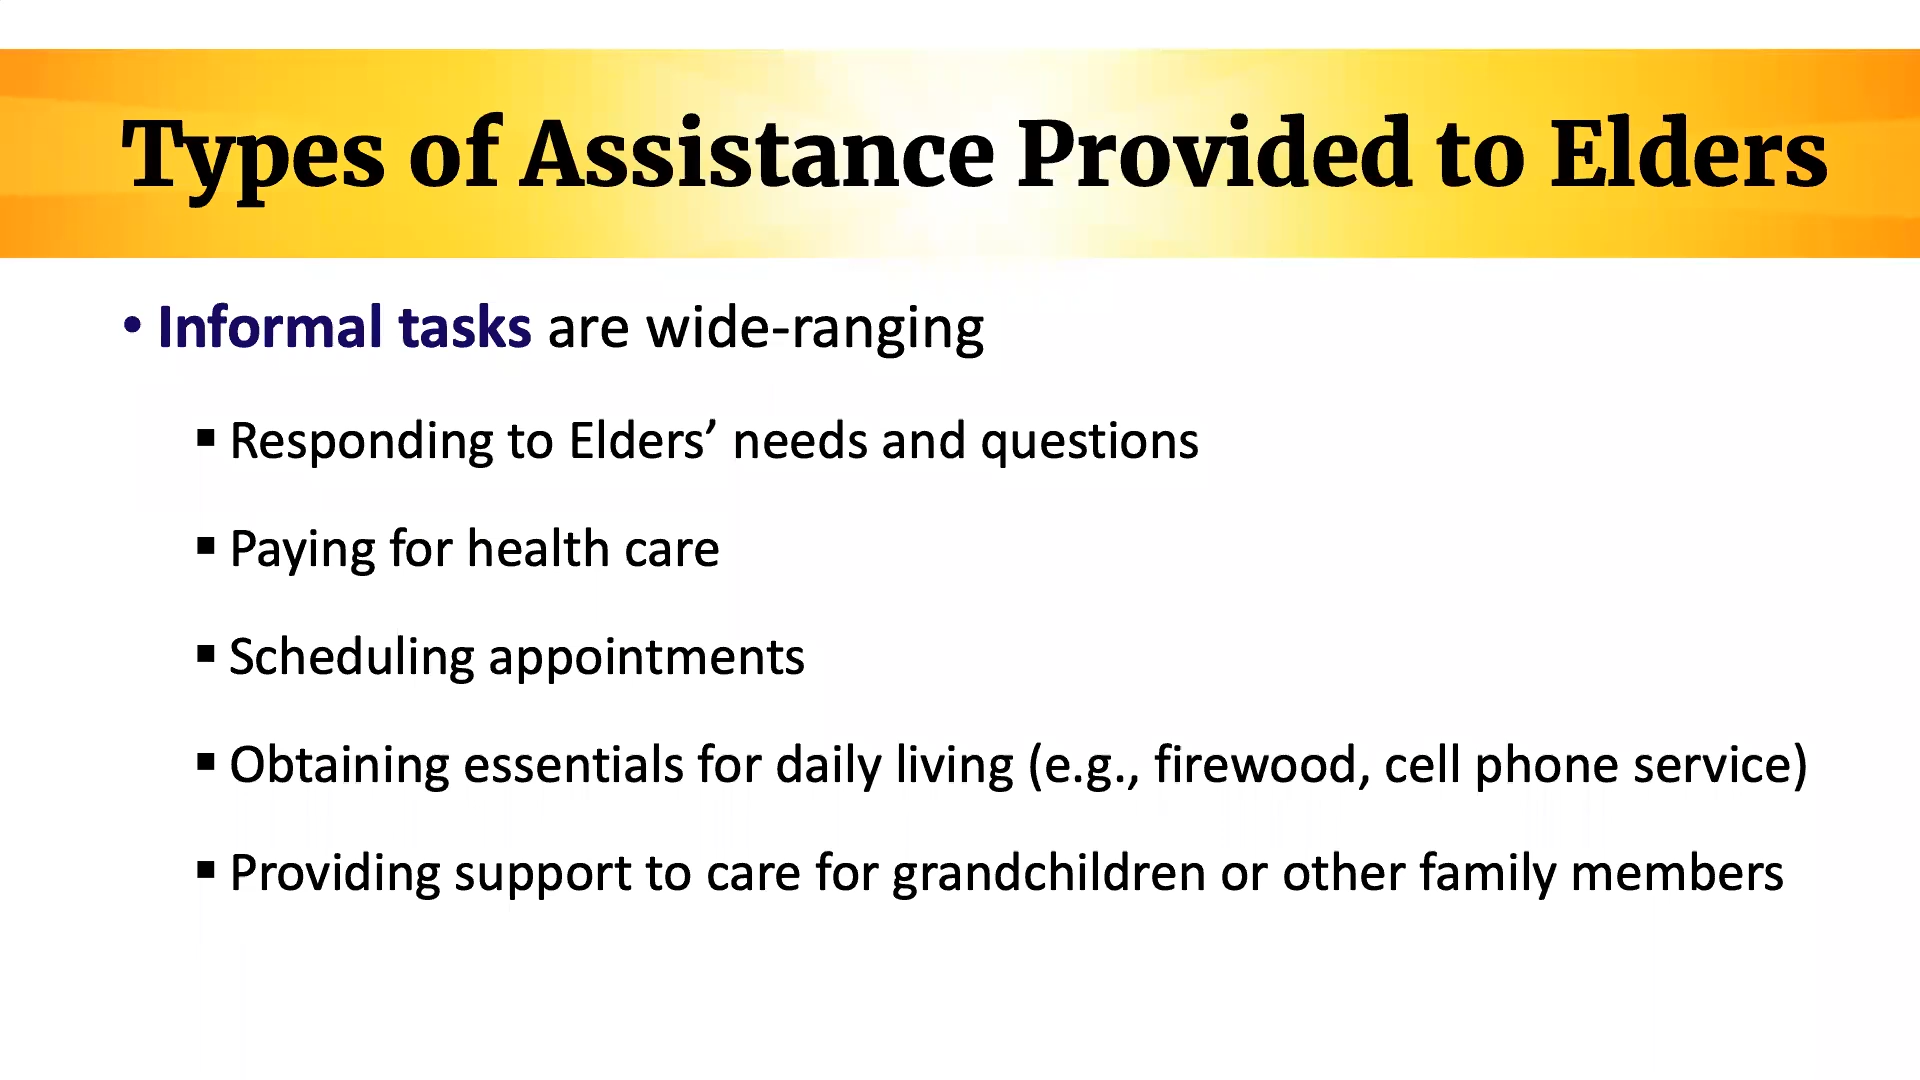 Types of Assistance Provided to Elders
• Informal tasks are wide-ranging
▪ Responding to Elders’ needs and questions
▪ Paying for health care
▪ Scheduling appointments
▪ Obtaining essentials for daily living (e.g., firewood, cell phone service)
▪ Providing support to care for grandchildren or other family members